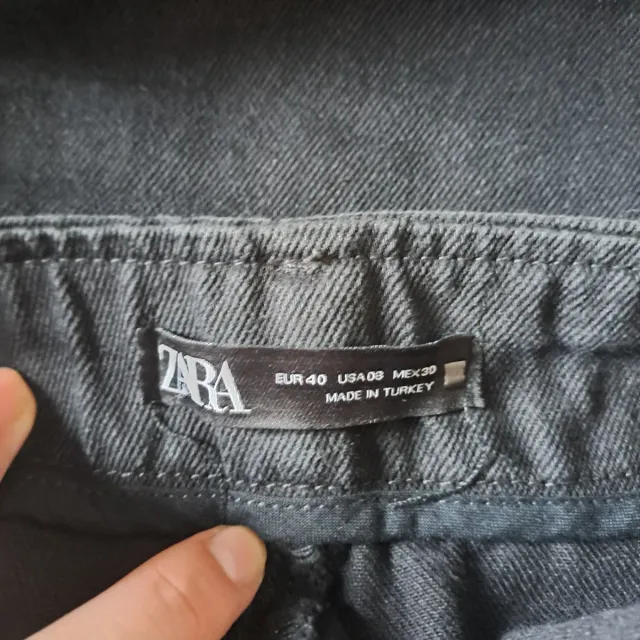 ZARA
EUR 40 USA 08 MEX 30
MADE IN TURKEY